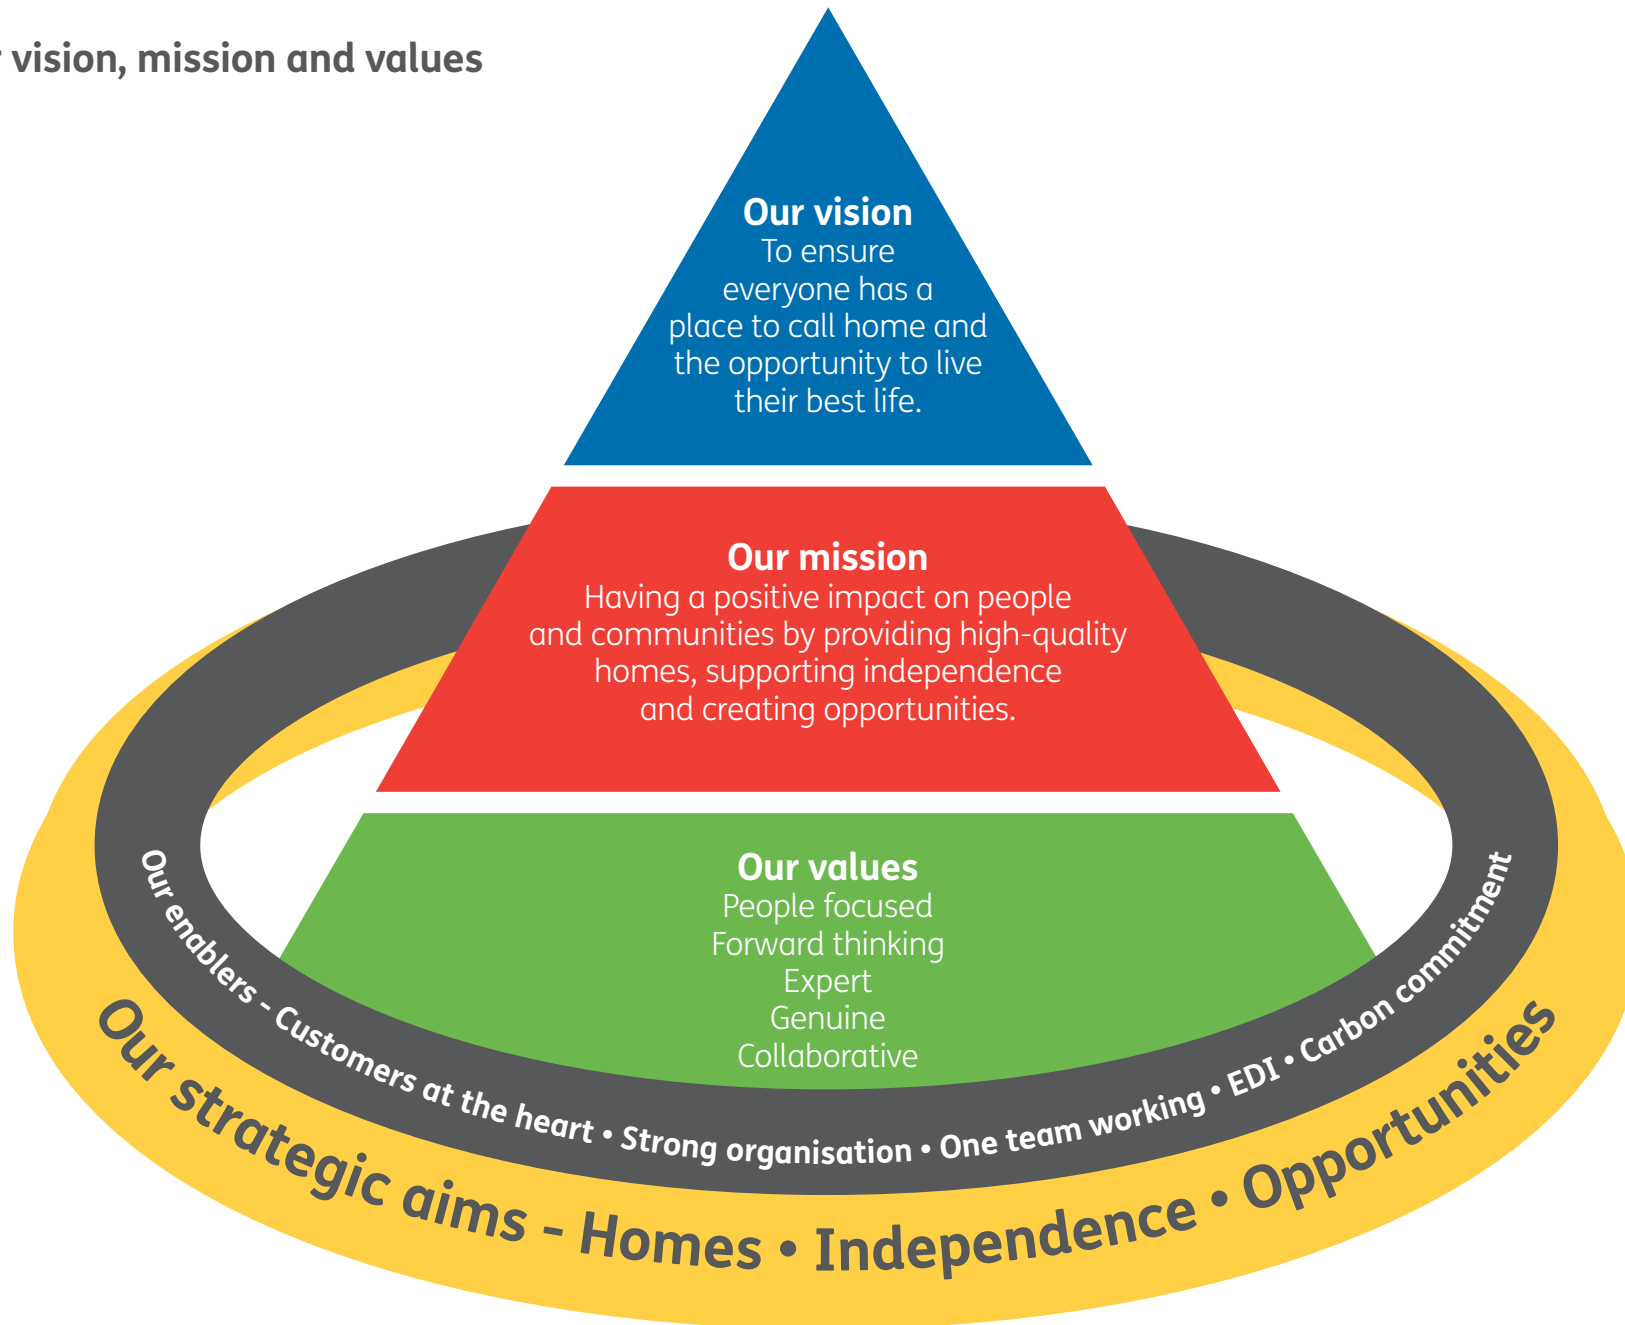 vision, mission and values
Our vision
To ensure
everyone has a
place to call home and
the opportunity to live
their best life.
Our mission
Having a positive impact on people
and communities by providing high-quality
homes, supporting independence
and creating opportunities.
Our values
People focused
Forward thinking
Expert
Genuine
Collaborative
Our enablers - Customers at the heart • Strong organisation • One team working • EDI • Carbon commitment
Our strategic aims - Homes • Independence • Opportunities